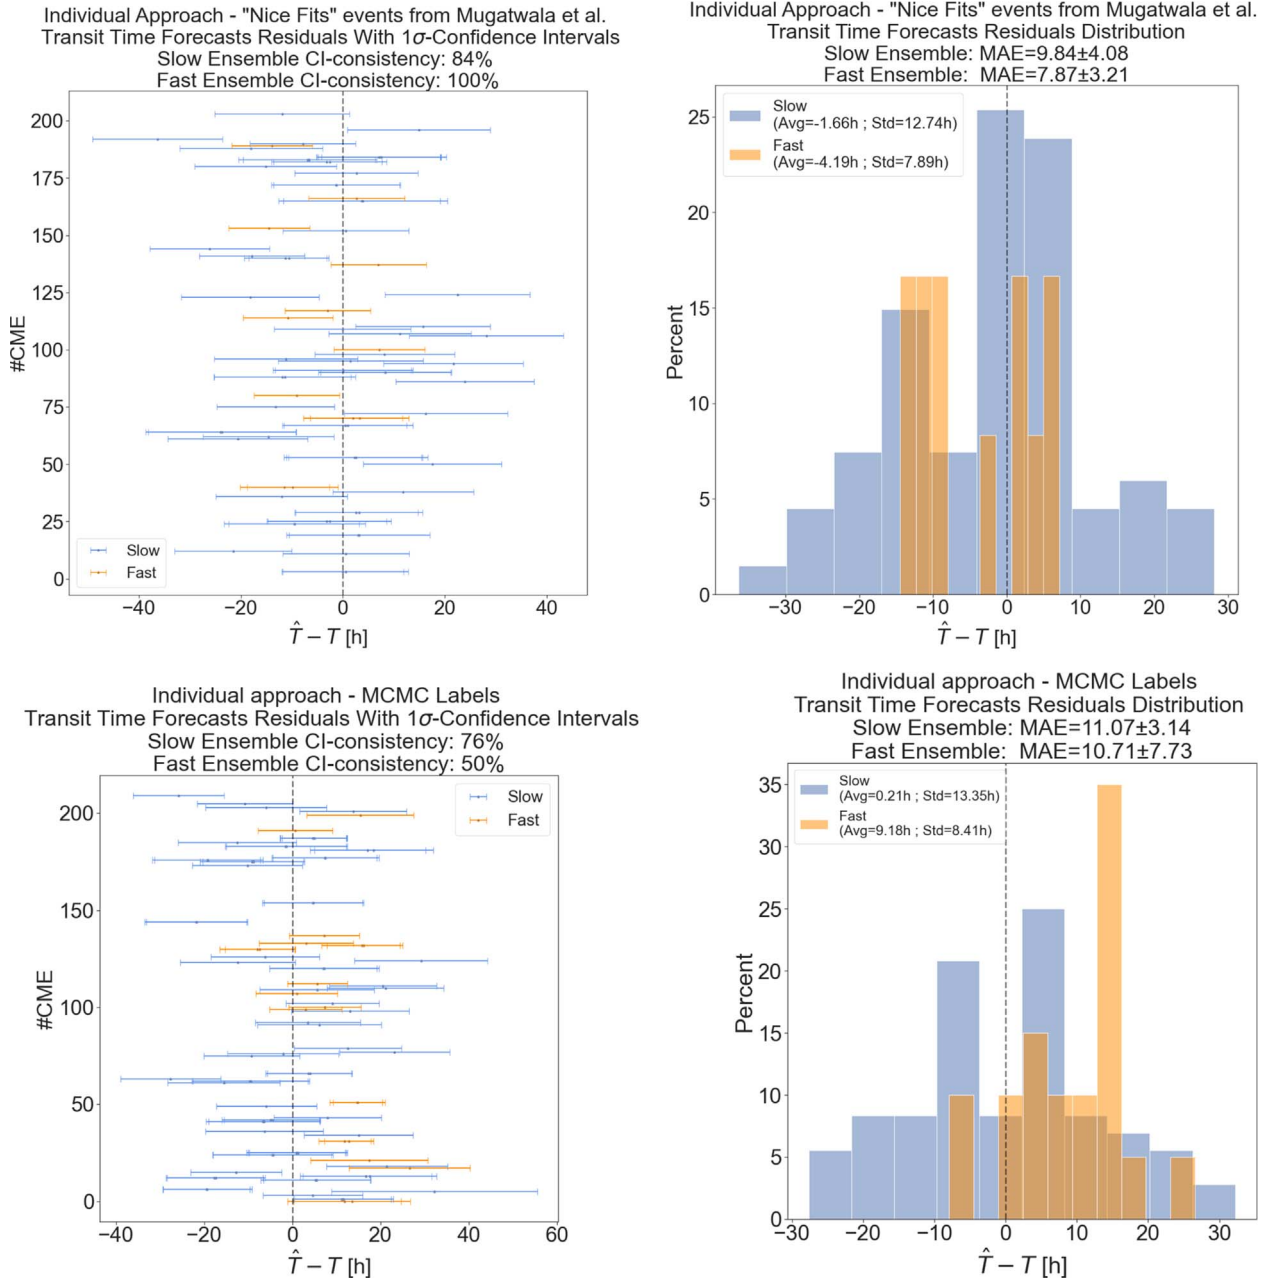 Individual Approach - "Nice Fits" events from Mugatwala et al.
Transit Time Forecasts Residuals With 1σ-Confidence Intervals
Slow Ensemble CI-consistency: 84%
Fast Ensemble CI-consistency: 100%
200
175
150
125
100
75
50
25
0
#CME
Slow
Fast
−40 −20 0 20 40
T̂ − T [h]
Individual Approach - "Nice Fits" events from Mugatwala et al.
Transit Time Forecasts Residuals Distribution
Slow Ensemble: MAE=9.84±4.08
Fast Ensemble: MAE=7.87±3.21
Slow
(Avg=-1.66h ; Std=12.74h)
Fast
(Avg=-4.19h ; Std=7.89h)
25
20
15
10
5
0
Percent
−30 −20 −10 0 10 20
T̂ − T [h]
Individual approach - MCMC Labels
Transit Time Forecasts Residuals With 1σ-Confidence Intervals
Slow Ensemble CI-consistency: 76%
Fast Ensemble CI-consistency: 50%
Slow
Fast
200
150
100
50
0
#CME
−40 −20 0 20 40 60
T̂ − T [h]
Individual approach - MCMC Labels
Transit Time Forecasts Residuals Distribution
Slow Ensemble: MAE=11.07±3.14
Fast Ensemble: MAE=10.71±7.73
Slow
(Avg=0.21h ; Std=13.35h)
Fast
(Avg=9.18h ; Std=8.41h)
35
30
25
20
15
10
5
0
Percent
−30 −20 −10 0 10 20 30
T̂ − T [h]